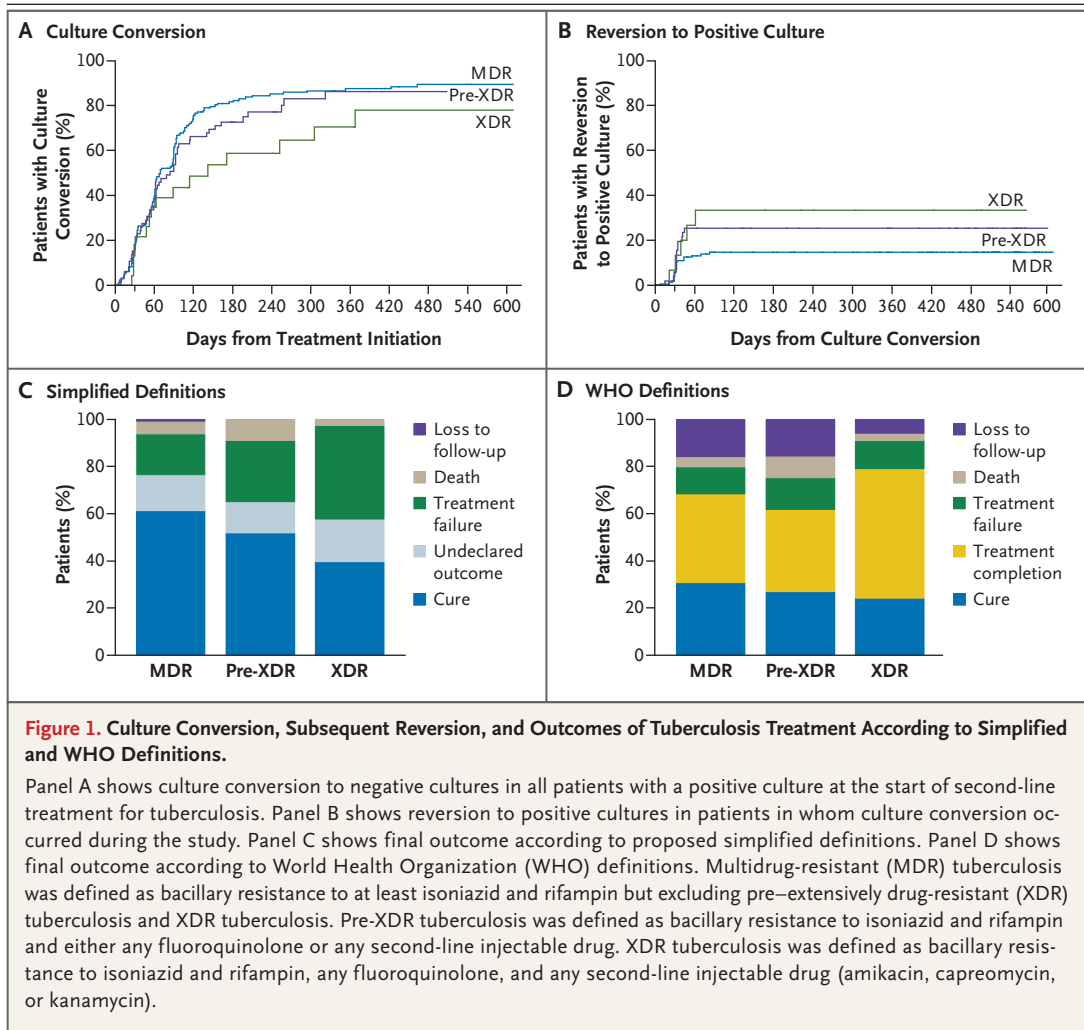 A Culture Conversion
100
80
60
40
20
0
Patients with Culture
Conversion (%)
MDR
Pre-XDR
XDR
0 60 120 180 240 300 360 420 480 540 600
Days from Treatment Initiation
B Reversion to Positive Culture
100
80
60
40
20
0
Patients with Reversion
to Positive Culture (%)
XDR
Pre-XDR
MDR
0 60 120 180 240 300 360 420 480 540 600
Days from Culture Conversion
C Simplified Definitions
100
80
60
40
20
0
Patients (%)
MDR Pre-XDR XDR
Loss to
follow-up
Death
Treatment
failure
Undeclared
outcome
Cure
D WHO Definitions
100
80
60
40
20
0
Patients (%)
MDR Pre-XDR XDR
Loss to
follow-up
Death
Treatment
failure
Treatment
completion
Cure
Figure 1. Culture Conversion, Subsequent Reversion, and Outcomes of Tuberculosis Treatment According to Simplified
and WHO Definitions.
Panel A shows culture conversion to negative cultures in all patients with a positive culture at the start of second-line
treatment for tuberculosis. Panel B shows reversion to positive cultures in patients in whom culture conversion oc-
curred during the study. Panel C shows final outcome according to proposed simplified definitions. Panel D shows
final outcome according to World Health Organization (WHO) definitions. Multidrug-resistant (MDR) tuberculosis
was defined as bacillary resistance to at least isoniazid and rifampin but excluding pre–extensively drug-resistant (XDR)
tuberculosis and XDR tuberculosis. Pre-XDR tuberculosis was defined as bacillary resistance to isoniazid and rifampin
and either any fluoroquinolone or any second-line injectable drug. XDR tuberculosis was defined as bacillary resis-
tance to isoniazid and rifampin, any fluoroquinolone, and any second-line injectable drug (amikacin, capreomycin,
or kanamycin).